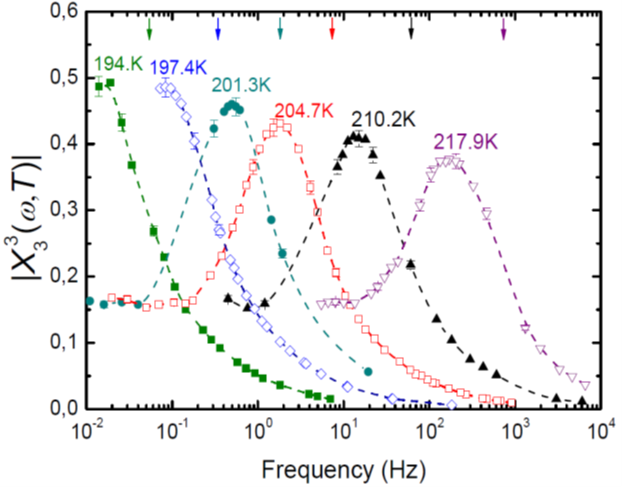 194.K
197.4K
201.3K
204.7K
210.2K
217.9K
|X₃³(ω,T)|
0,6
0,5
0,4
0,3
0,2
0,1
0,0
10⁻² 10⁻¹ 10⁰ 10¹ 10² 10³ 10⁴
Frequency (Hz)